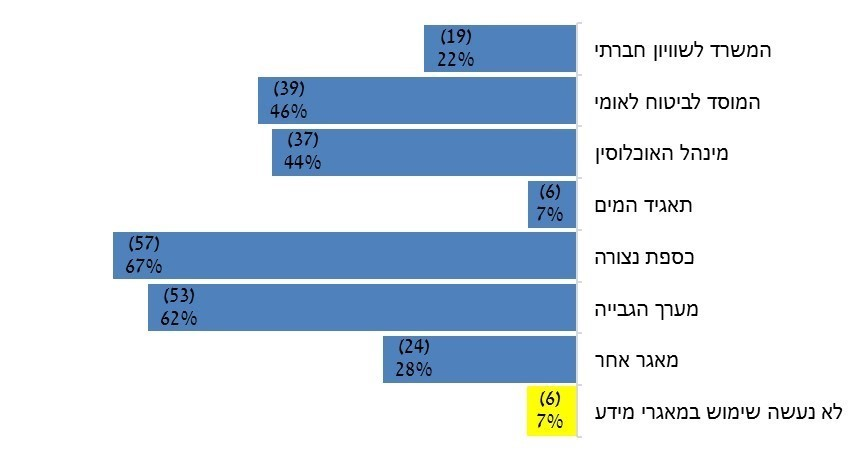 המשרד לשוויון חברתי
(19)
22%
המוסד לביטוח לאומי
(39)
46%
מינהל האוכלוסין
(37)
44%
תאגיד המים
(6)
7%
כספת נצורה
(57)
67%
מערך הגבייה
(53)
62%
מאגר אחר
(24)
28%
לא נעשה שימוש במאגרי מידע
(6)
7%